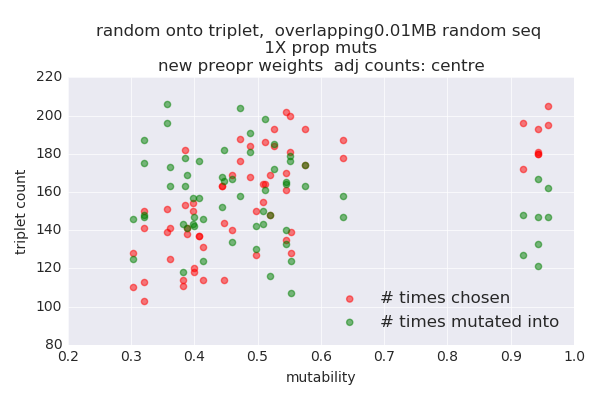 random onto triplet,  overlapping0.01MB random seq
1X prop muts
new preopr weights  adj counts: centre
220
200
180
160
140
120
100
80
triplet count
# times chosen
# times mutated into
0.2 0.3 0.4 0.5 0.6 0.7 0.8 0.9 1.0
mutability